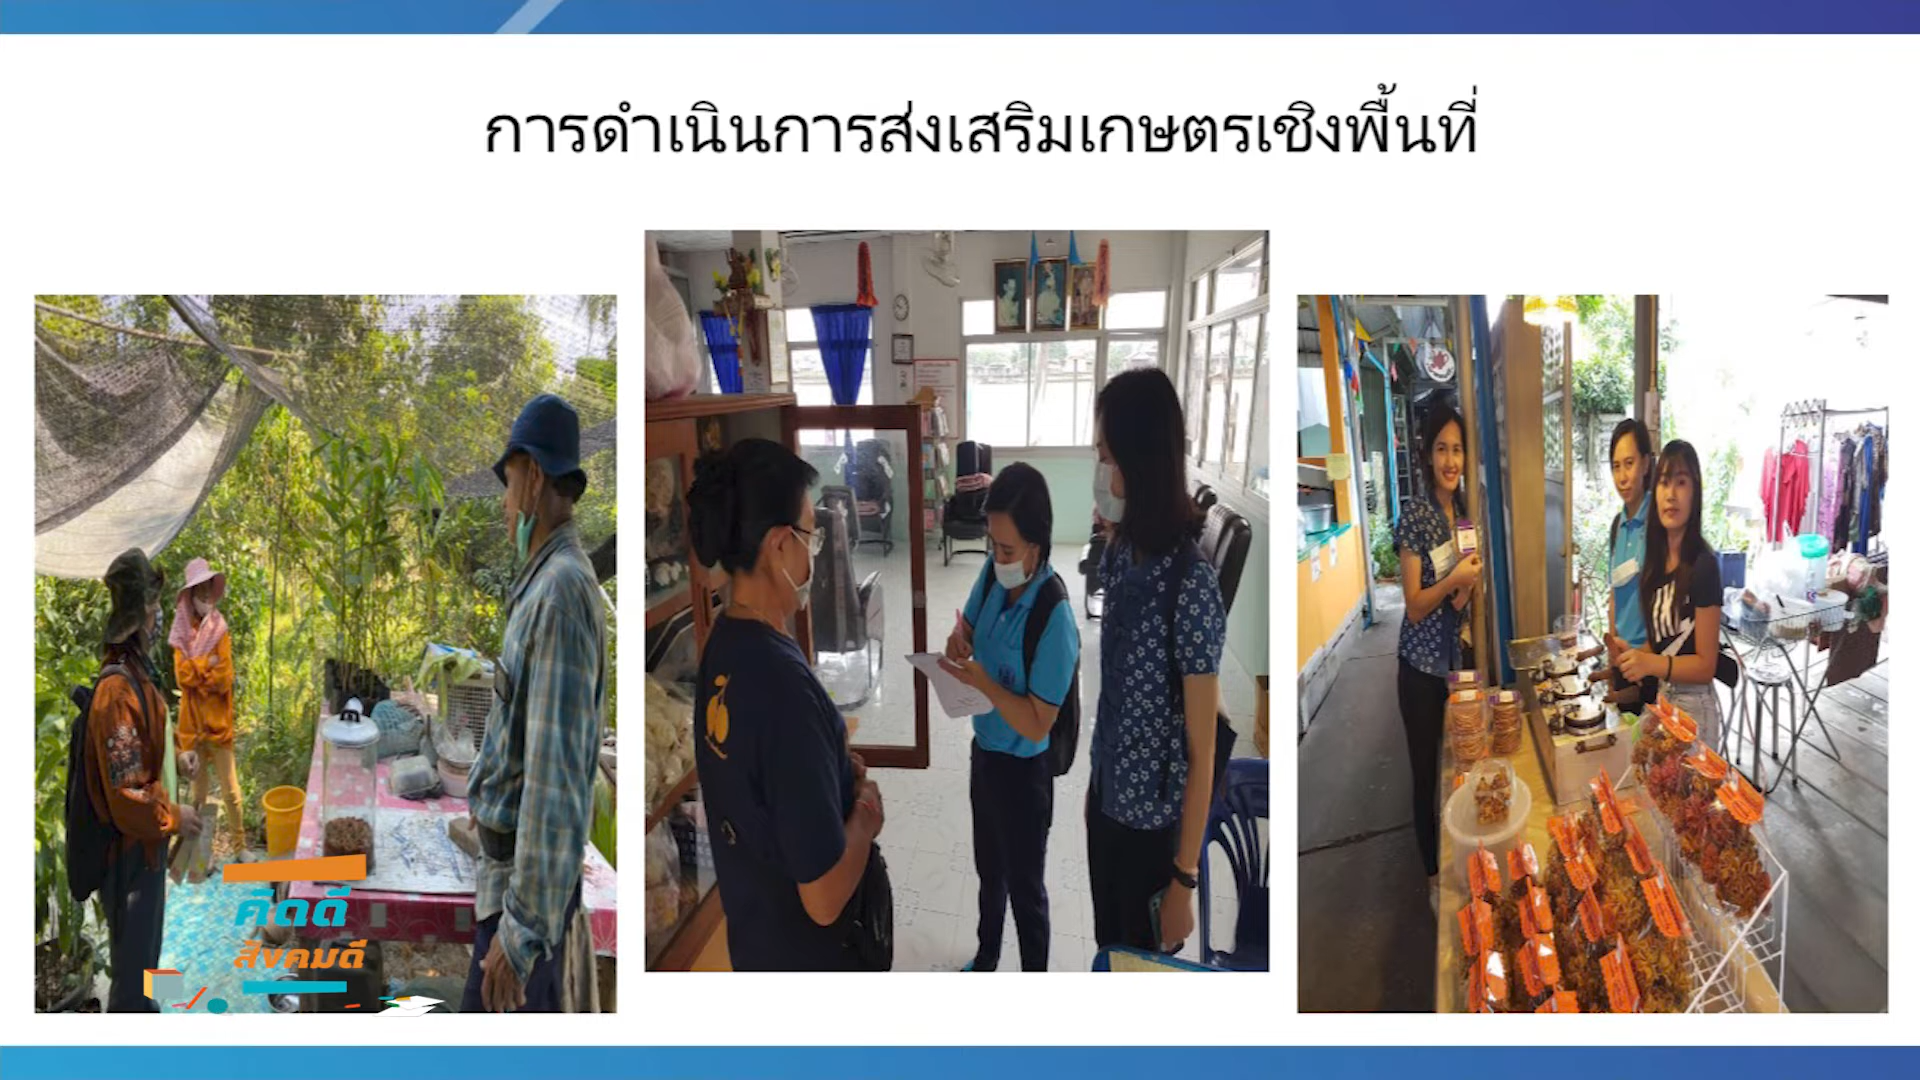 การดำเนินการส่งเสริมเกษตรเชิงพื้นที่
คิดดี
สังคมดี